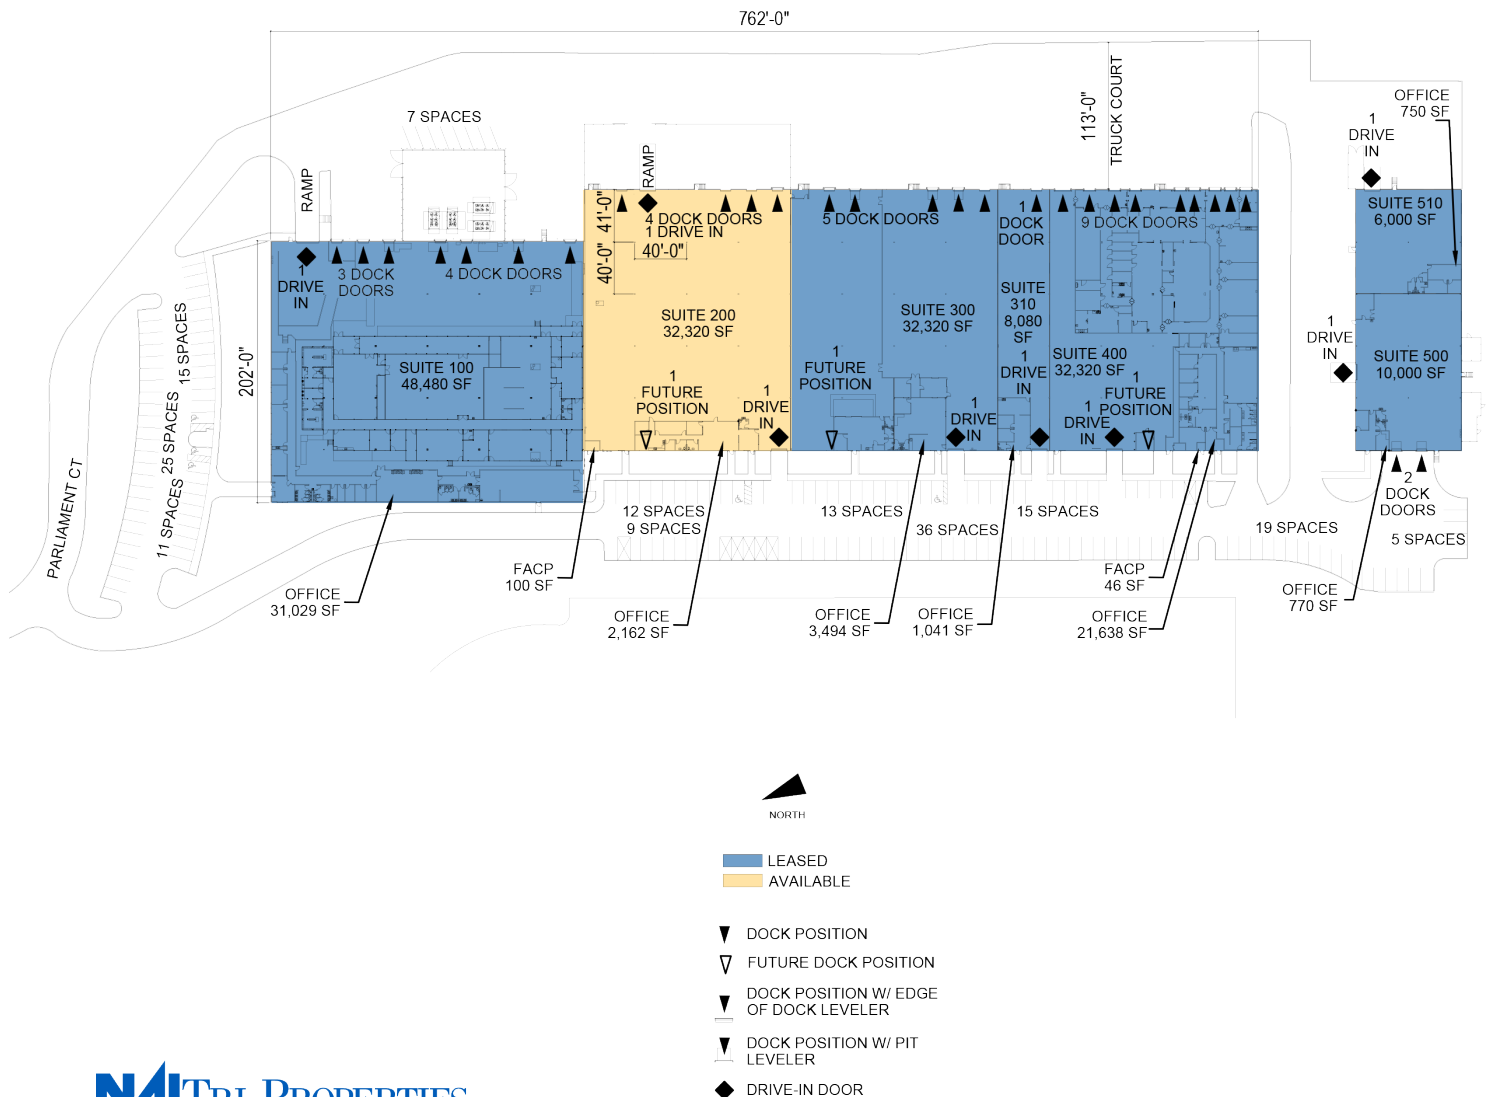 762'-0"
7 SPACES
113'-0"
TRUCK COURT
OFFICE
750 SF
1
DRIVE
IN
RAMP
RAMP
SUITE 510
6,000 SF
4 DOCK DOORS
1 DRIVE IN
41'-0"
40'-0"
40'-0"
5 DOCK DOORS
1
DOCK
DOOR
9 DOCK DOORS
1
DRIVE
IN
3 DOCK
DOORS
4 DOCK DOORS
SUITE 200
32,320 SF
SUITE 300
32,320 SF
SUITE
310
8,080
SF
1
DRIVE
IN
SUITE 400
32,320 SF
1
DRIVE
IN
SUITE 500
10,000 SF
202'-0"
SUITE 100
48,480 SF
1
FUTURE
POSITION
1
DRIVE
IN
1
FUTURE
POSITION
1
DRIVE
IN
1
DRIVE
IN
1
FUTURE
POSITION
15 SPACES
25 SPACES
11 SPACES
PARLIAMENT CT
2
DOCK
DOORS
12 SPACES
9 SPACES
13 SPACES
36 SPACES
15 SPACES
19 SPACES
5 SPACES
OFFICE
31,029 SF
FACP
100 SF
OFFICE
2,162 SF
OFFICE
3,494 SF
OFFICE
1,041 SF
FACP
46 SF
OFFICE
21,638 SF
OFFICE
770 SF
NORTH
LEASED
AVAILABLE
DOCK POSITION
FUTURE DOCK POSITION
DOCK POSITION W/ EDGE
OF DOCK LEVELER
DOCK POSITION W/ PIT
LEVELER
DRIVE-IN DOOR
NAI TRI PROPERTIES